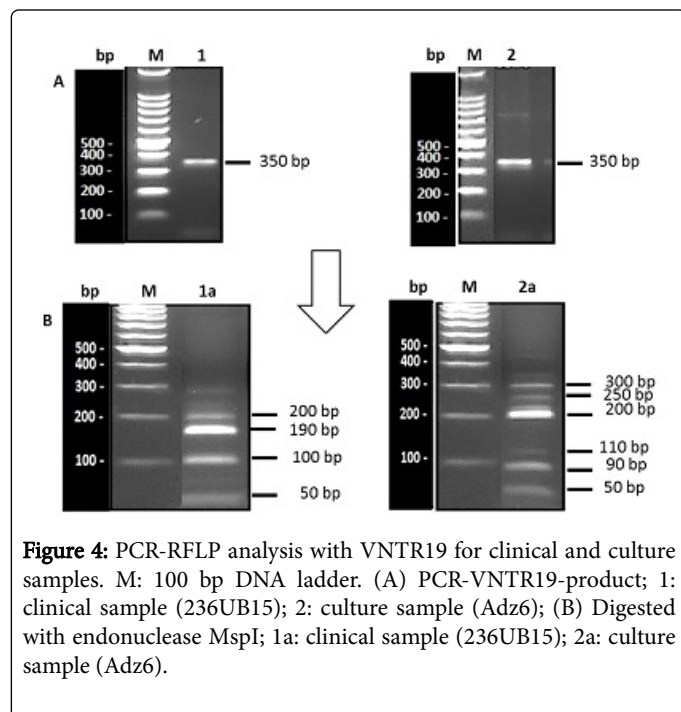 bp M 1
A
500 -
400 -
300 -
200 -
100 -
350 bp
bp M 2
500 -
400 -
300 -
200 -
100 -
350 bp
bp M 1a
B
500 -
400 -
300 -
200 -
100 -
200 bp
190 bp
100 bp
50 bp
bp M 2a
500 -
400 -
300 -
200 -
100 -
300 bp
250 bp
200 bp
110 bp
90 bp
50 bp
Figure 4: PCR-RFLP analysis with VNTR19 for clinical and culture
samples. M: 100 bp DNA ladder. (A) PCR-VNTR19-product; 1:
clinical sample (236UB15); 2: culture sample (Adz6); (B) Digested
with endonuclease MspI; 1a: clinical sample (236UB15); 2a: culture
sample (Adz6).